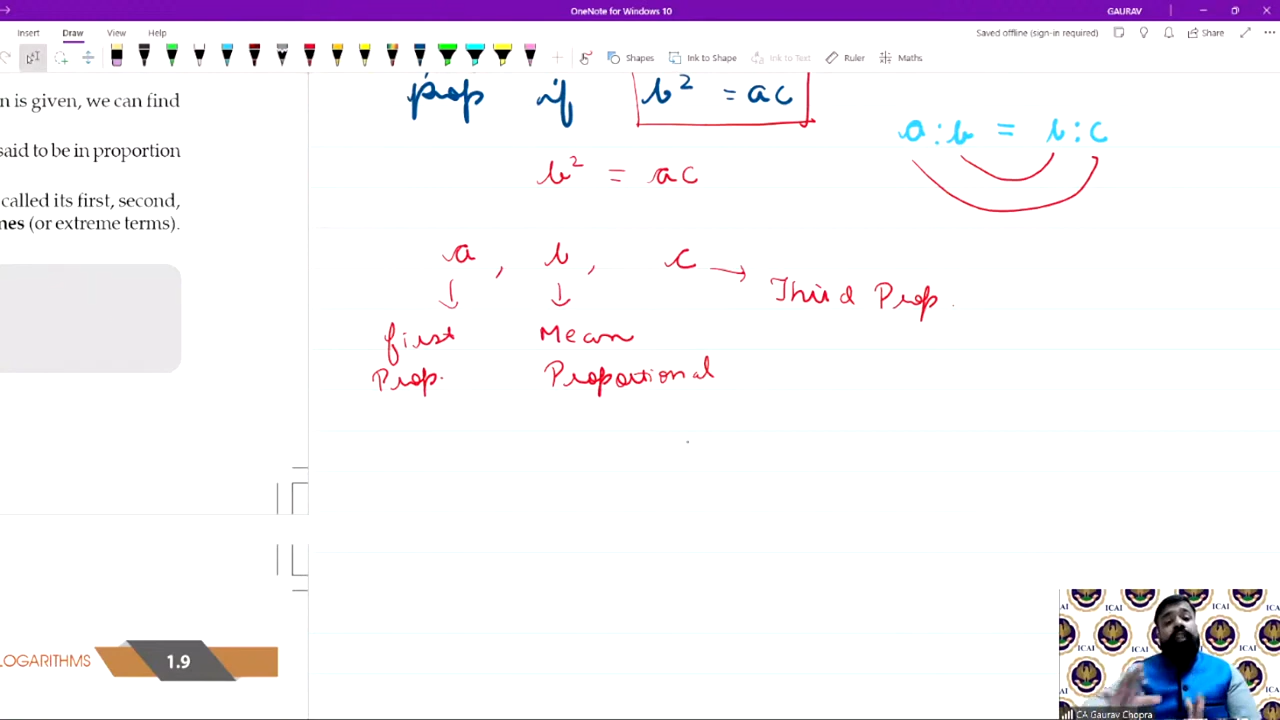 OneNote for Windows 10
GAURAV
Insert Draw View Help
Saved offline (sign-in required)
Share
Shapes
Ink to Shape
Ink to Text
Ruler
Maths
n is given, we can find
said to be in proportion
called its first, second,
nes (or extreme terms).
prop if b² = ac
a : b = b : c
b² = ac
a , b , c → Third Prop.
first Mean
Prop. Proportional
LOGARITHMS 1.9
ICAI ICAI
ICAI
CA Gaurav Chopra